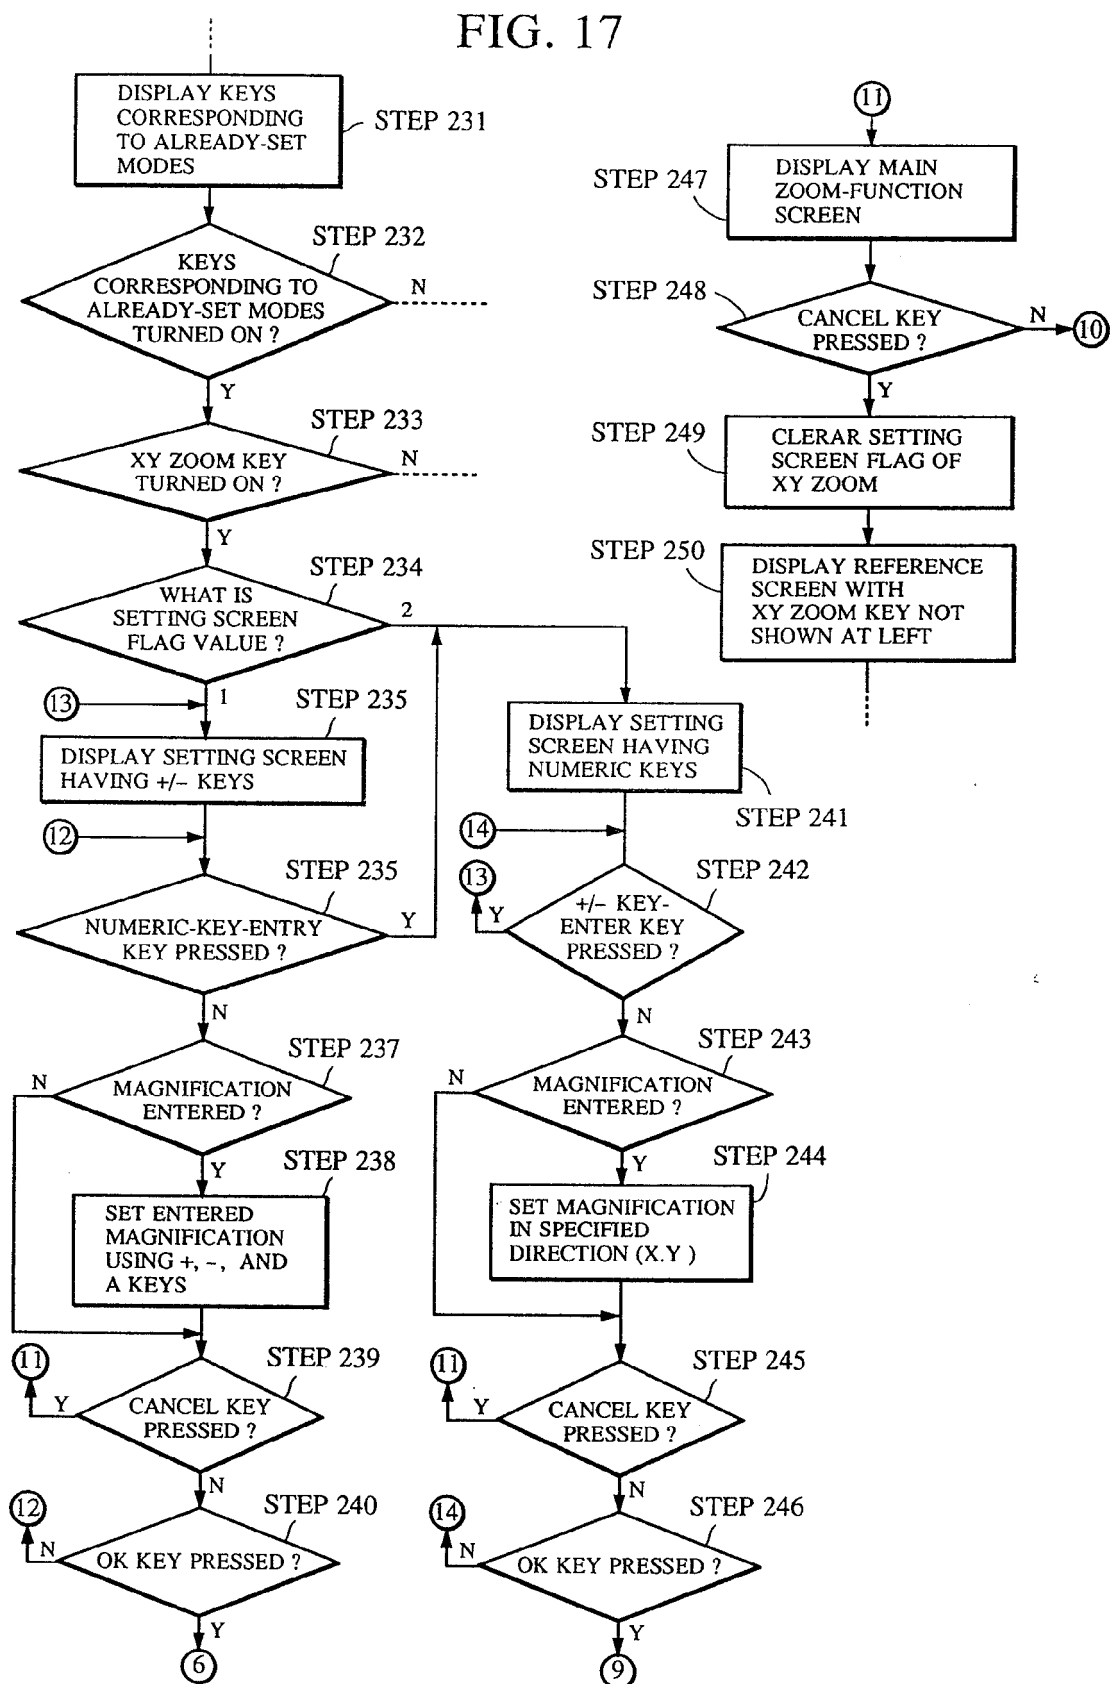 FIG. 17
DISPLAY KEYS
CORRESPONDING
TO ALREADY-SET
MODES
STEP 231
STEP 232
KEYS
CORRESPONDING TO
ALREADY-SET MODES
TURNED ON ?
N
Y
STEP 233
XY ZOOM KEY
TURNED ON ?
N
Y
STEP 234
WHAT IS
SETTING SCREEN
FLAG VALUE ?
2
1
13
STEP 235
DISPLAY SETTING SCREEN
HAVING +/- KEYS
12
STEP 235
NUMERIC-KEY-ENTRY
KEY PRESSED ?
Y
N
STEP 237
N
MAGNIFICATION
ENTERED ?
Y
STEP 238
SET ENTERED
MAGNIFICATION
USING +, -, AND
A KEYS
11
STEP 239
Y
CANCEL KEY
PRESSED ?
N
12
STEP 240
N
OK KEY PRESSED ?
Y
6
DISPLAY SETTING
SCREEN HAVING
NUMERIC KEYS
STEP 241
14
13
STEP 242
Y
+/- KEY-
ENTER KEY
PRESSED ?
N
STEP 243
N
MAGNIFICATION
ENTERED ?
Y
STEP 244
SET MAGNIFICATION
IN SPECIFIED
DIRECTION (X.Y )
11
STEP 245
Y
CANCEL KEY
PRESSED ?
N
14
STEP 246
N
OK KEY PRESSED ?
Y
9
11
STEP 247
DISPLAY MAIN
ZOOM-FUNCTION
SCREEN
STEP 248
CANCEL KEY
PRESSED ?
N
10
Y
STEP 249
CLERAR SETTING
SCREEN FLAG OF
XY ZOOM
STEP 250
DISPLAY REFERENCE
SCREEN WITH
XY ZOOM KEY NOT
SHOWN AT LEFT